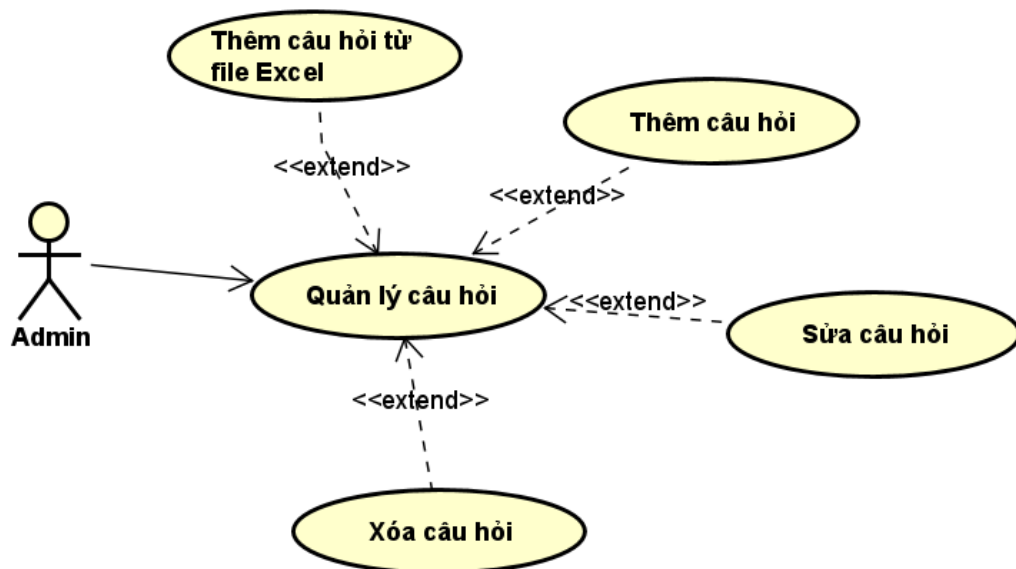 Thêm câu hỏi từ
file Excel
Thêm câu hỏi
<<extend>>
<<extend>>
Quản lý câu hỏi
<<extend>>
Sửa câu hỏi
Admin
<<extend>>
Xóa câu hỏi